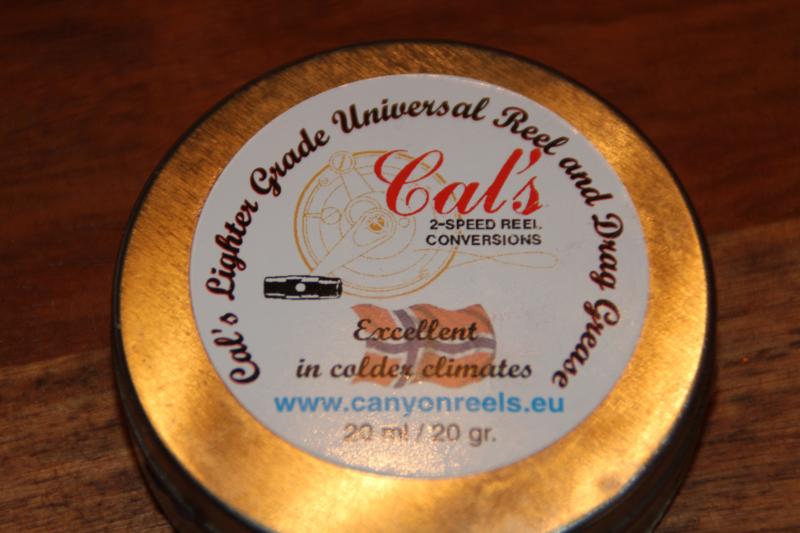 Cal's Lighter Grade Universal Reel and Drag Grease
Cal's
2-SPEED REEL
CONVERSIONS
Excellent
in colder climates
www.canyonreels.eu
20 ml / 20 gr.